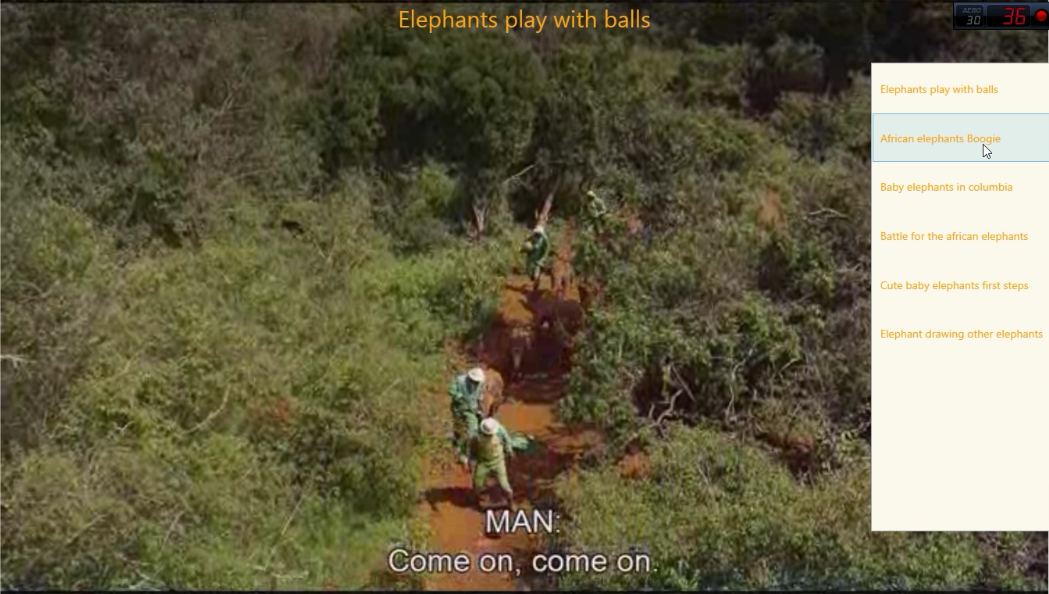 Elephants play with balls
AERO
30
36
Elephants play with balls
African elephants Boogie
Baby elephants in columbia
Battle for the african elephants
Cute baby elephants first steps
Elephant drawing other elephants
MAN:
Come on, come on.